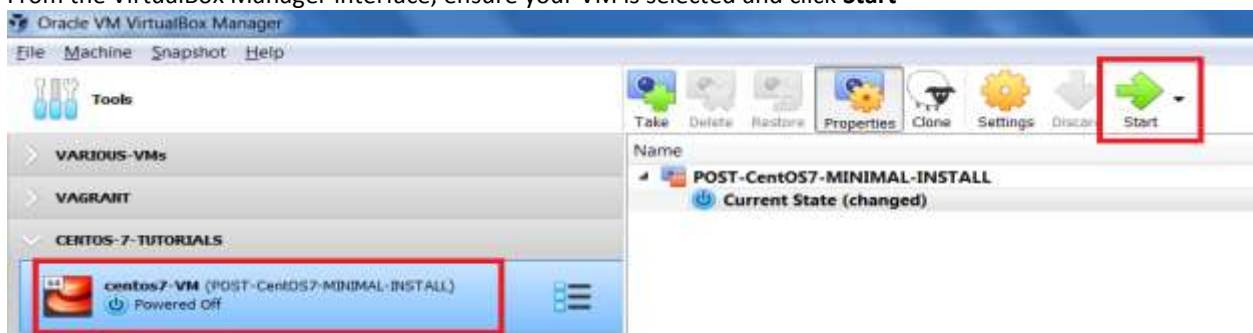 From the VirtualBox Manager interface, ensure your VM is selected and click Start
Oracle VM VirtualBox Manager
File Machine Snapshot Help
Tools
Take Delete Restore Properties Clone Settings Discard Start
VARIOUS-VMs
Name
POST-CentOS7-MINIMAL-INSTALL
VAGRANT
Current State (changed)
CENTOS-7-TUTORIALS
64
centos7-VM (POST-CentOS7-MINIMAL-INSTALL)
Powered Off